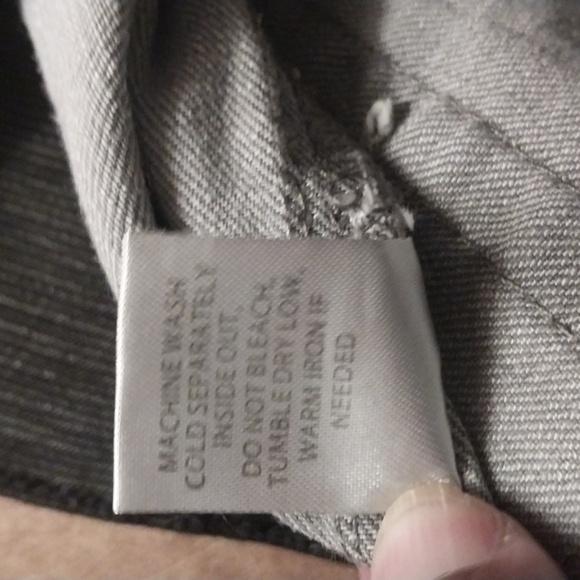 MACHINE WASH
COLD SEPARATELY
INSIDE OUT.
DO NOT BLEACH.
TUMBLE DRY LOW.
WARM IRON IF
NEEDED